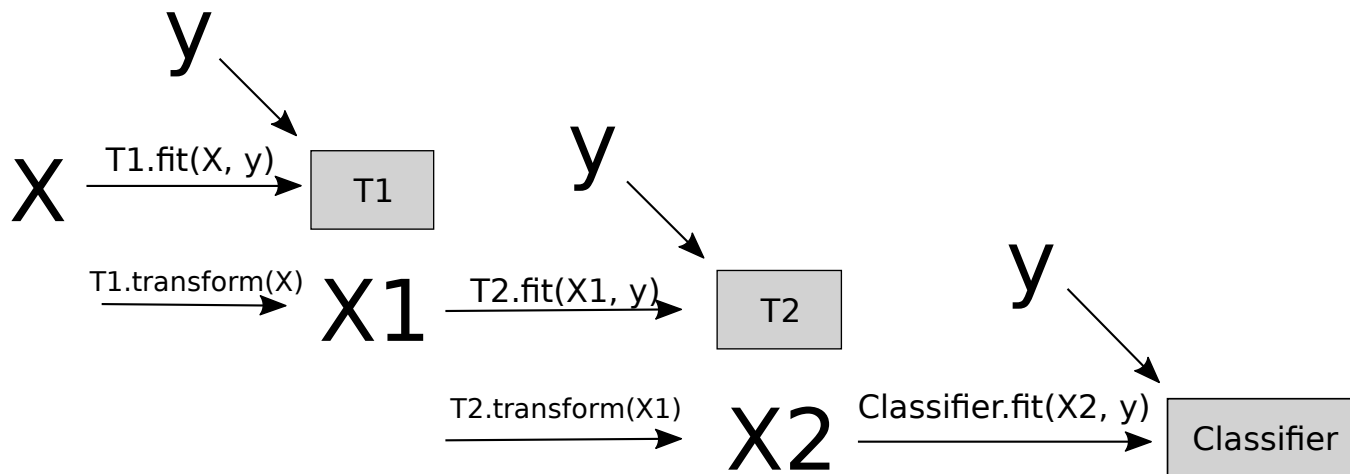 y
X
T1.fit(X, y)
T1
y
T1.transform(X)
X1
T2.fit(X1, y)
T2
y
T2.transform(X1)
X2
Classifier.fit(X2, y)
Classifier